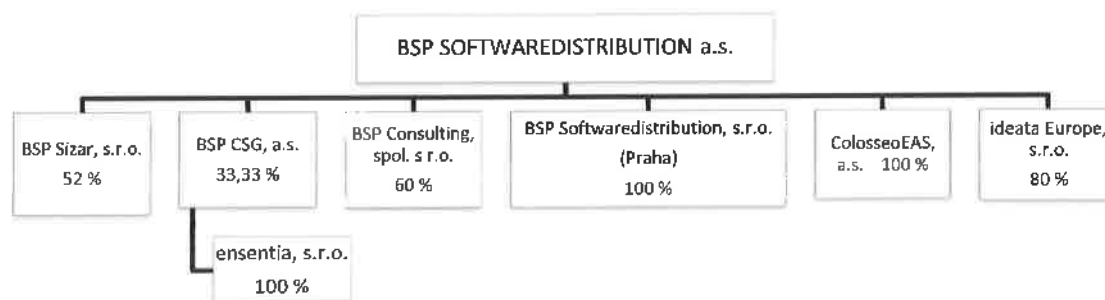 BSP SOFTWAREDISTRIBUTION a.s.
BSP Sízar, s.r.o.
52 %
BSP CSG, a.s.
33,33 %
BSP Consulting,
spol. s r.o.
60 %
BSP Softwaredistribution, s.r.o.
(Praha)
100 %
ColosseoEAS,
a.s. 100 %
ideata Europe,
s.r.o.
80 %
ensentia, s.r.o.
100 %